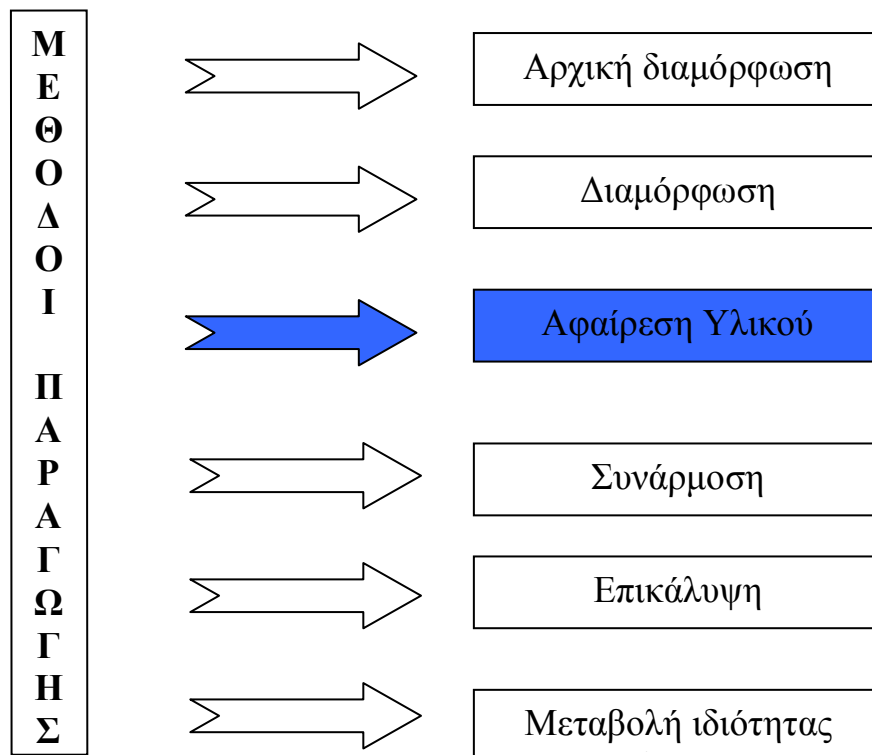 ΜΕΘΟΔΟΙ ΠΑΡΑΓΩΓΗΣ
Αρχική διαμόρφωση
Διαμόρφωση
Αφαίρεση Υλικού
Συνάρμοση
Επικάλυψη
Μεταβολή ιδιότητας